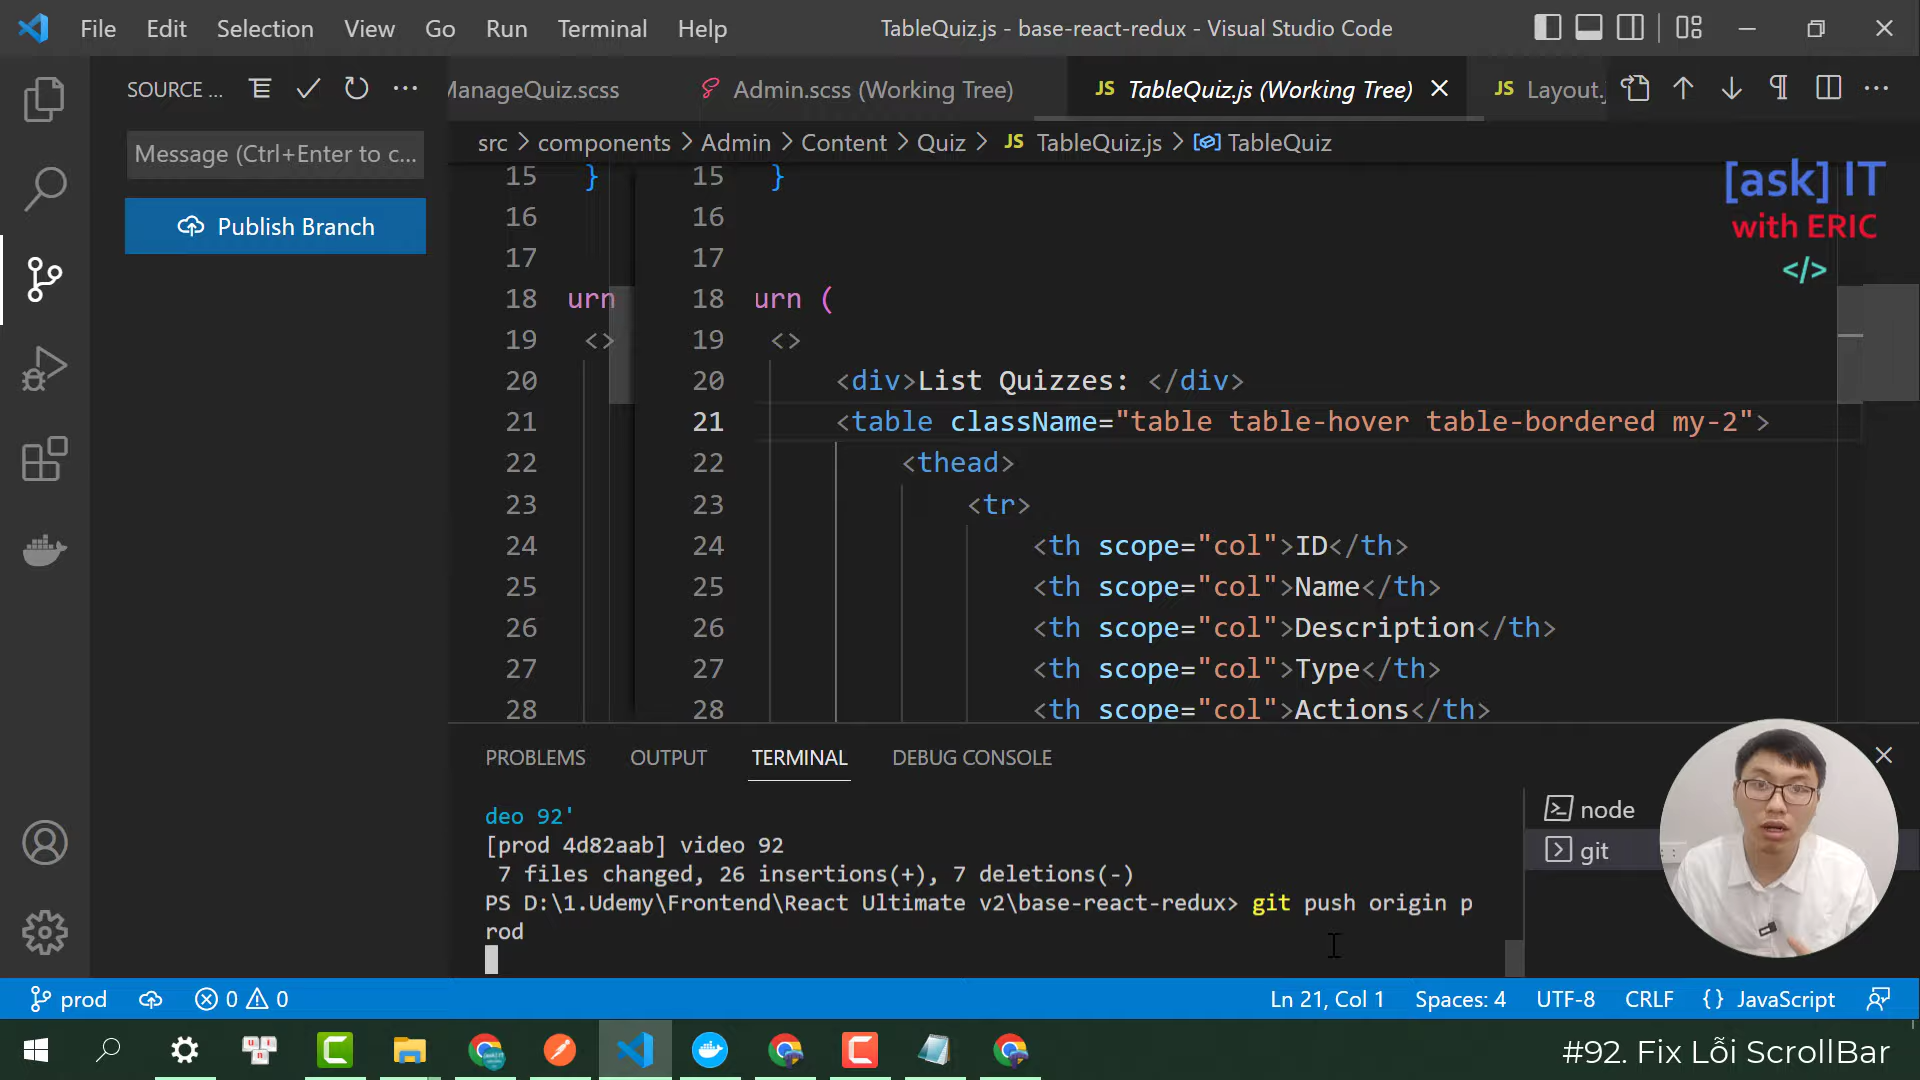 File Edit Selection View Go Run Terminal Help
TableQuiz.js - base-react-redux - Visual Studio Code
SOURCE ...
ManageQuiz.scss
Admin.scss (Working Tree)
JS TableQuiz.js (Working Tree)
JS Layout.
Message (Ctrl+Enter to c...
Publish Branch
src > components > Admin > Content > Quiz > JS TableQuiz.js > TableQuiz
[ask] IT
with ERIC
</>
15 } 15 }
16 16
17 17
18 urn 18 urn (
19 <> 19 <>
20 20 <div>List Quizzes: </div>
21 21 <table className="table table-hover table-bordered my-2">
22 22 <thead>
23 23 <tr>
24 24 <th scope="col">ID</th>
25 25 <th scope="col">Name</th>
26 26 <th scope="col">Description</th>
27 27 <th scope="col">Type</th>
28 28 <th scope="col">Actions</th>
PROBLEMS OUTPUT TERMINAL DEBUG CONSOLE
deo 92'
[prod 4d82aab] video 92
7 files changed, 26 insertions(+), 7 deletions(-)
PS D:\1.Udemy\Frontend\React Ultimate v2\base-react-redux> git push origin p
rod
node
git
prod
0 0
Ln 21, Col 1 Spaces: 4 UTF-8 CRLF {} JavaScript
#92. Fix Lỗi ScrollBar